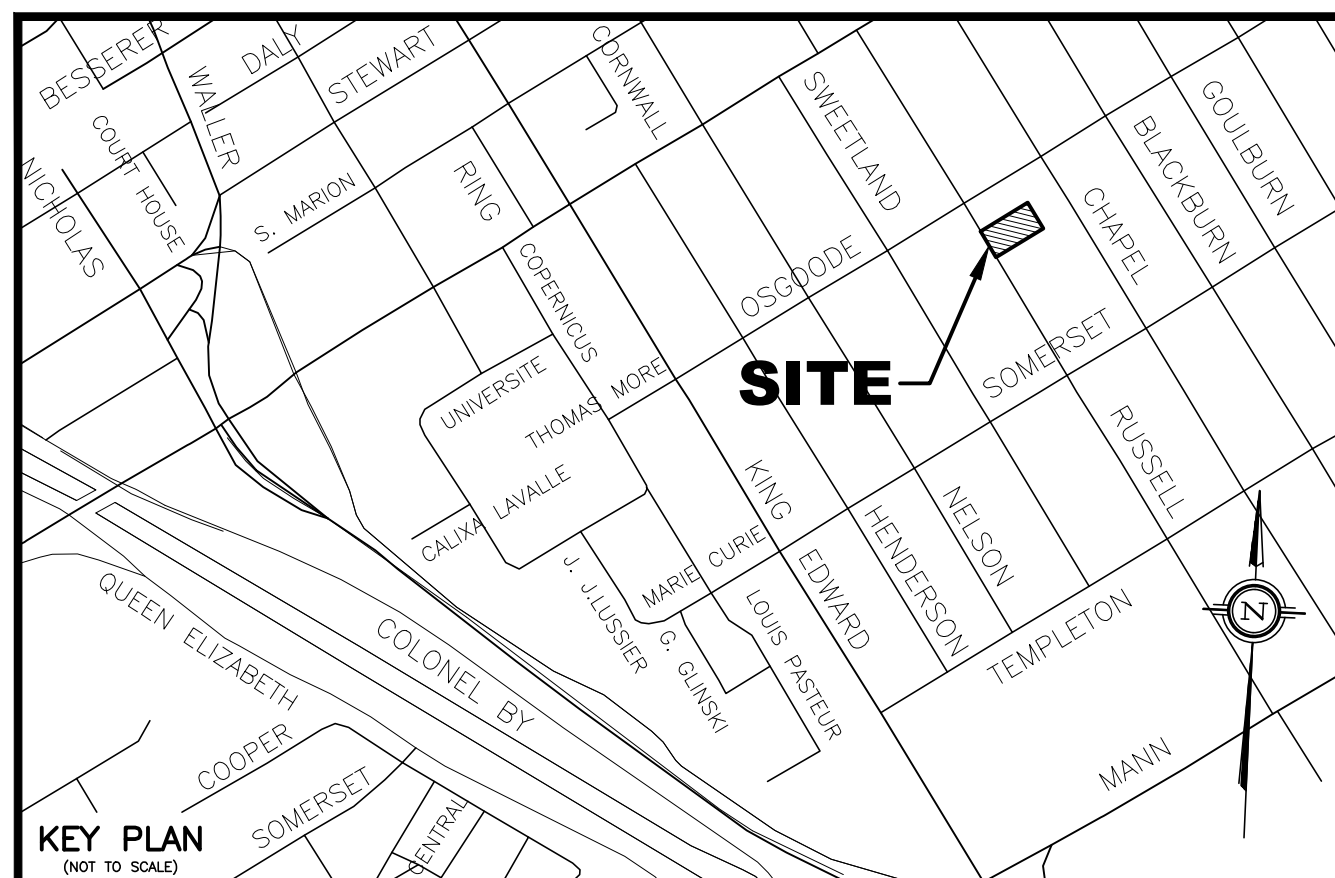 BESSERER
DALY
STEWART
WALLER
COURT HOUSE
NICHOLAS
S. MARION
RING
CORNWALL
SWEETLAND
GOULBURN
BLACKBURN
CHAPEL
COPERNICUS
OSGOODE
SITE
SOMERSET
UNIVERSITE
THOMAS MORE
CALIXA LAVALLE
RUSSELL
KING
EDWARD
NELSON
HENDERSON
MARIE CURIE
J. J.LUSSIER
G. GLINSKI
LOUIS PASTEUR
TEMPLETON
N
MANN
QUEEN ELIZABETH
COLONEL BY
COOPER
SOMERSET
CENTRAL
KEY PLAN
(NOT TO SCALE)